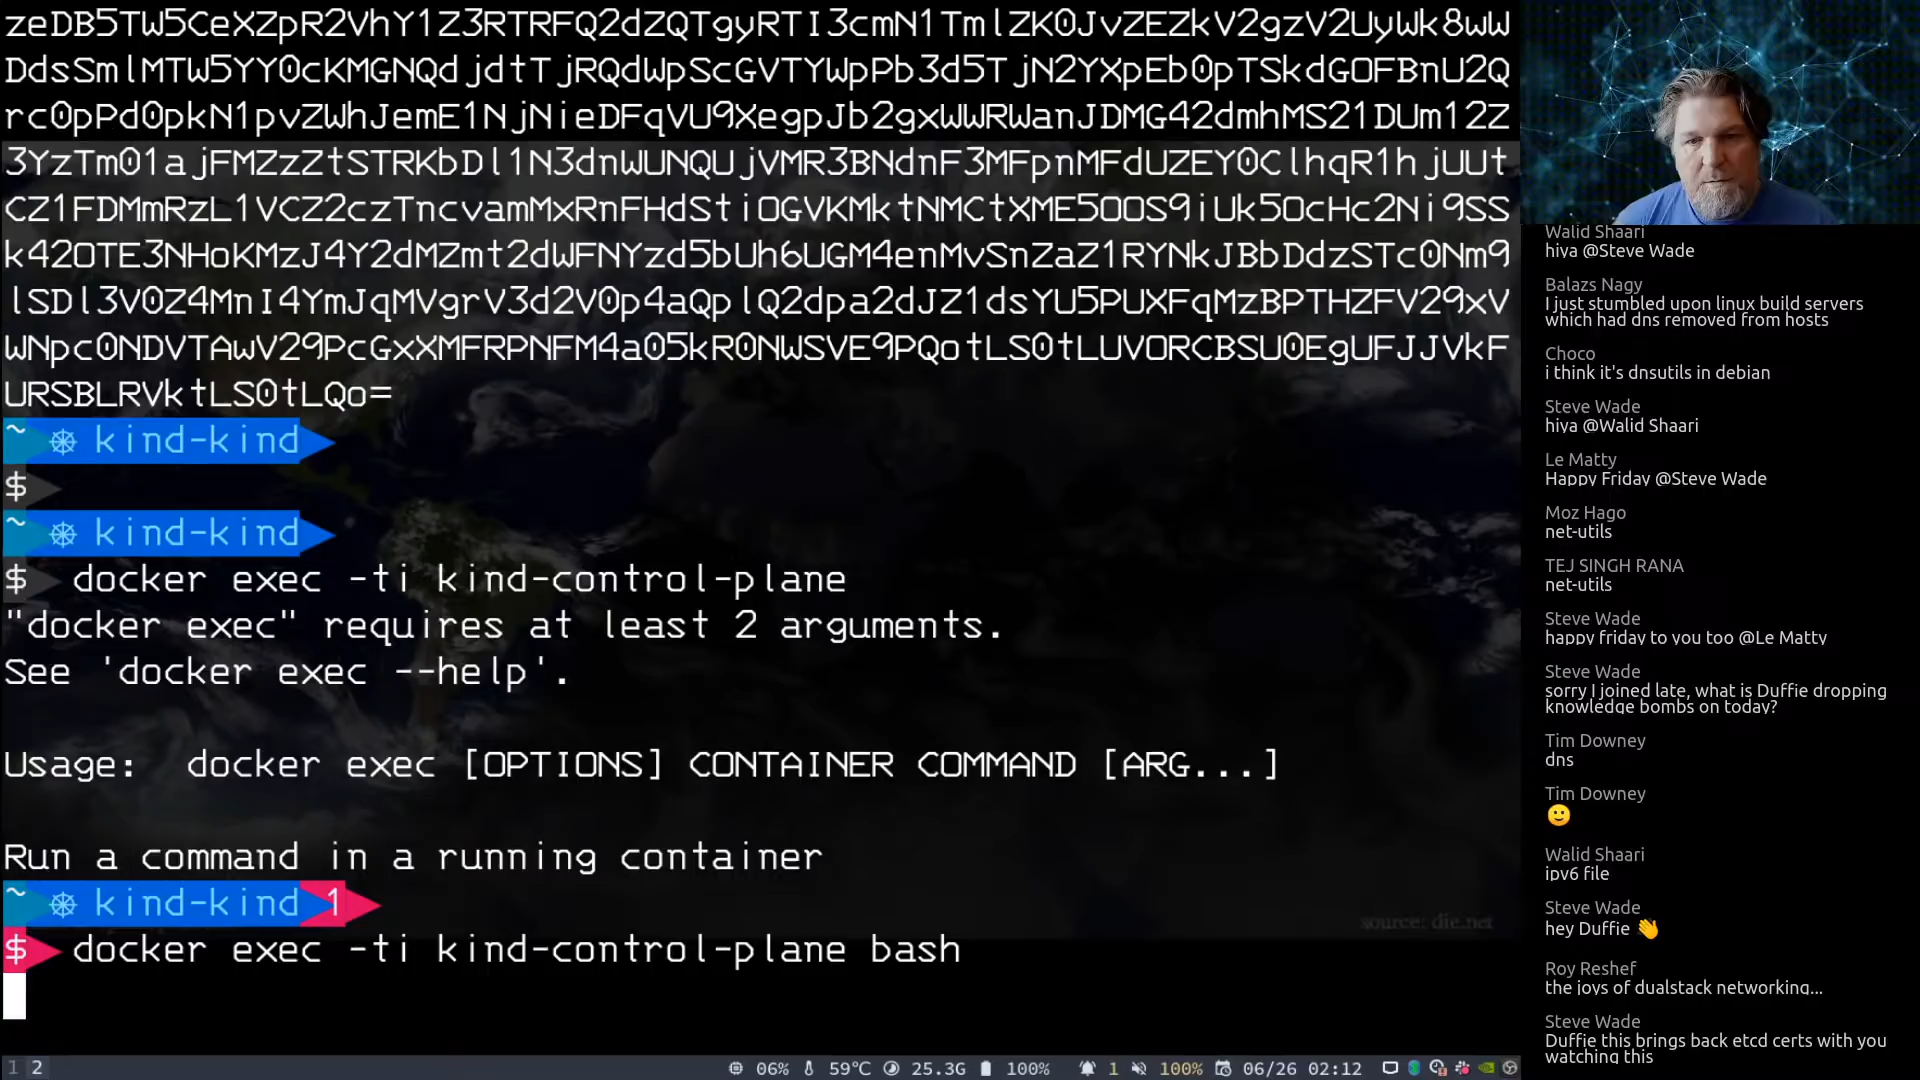 zeDB5TW5CeXZpR2VhY1Z3RTRFQ2dZQTgyRTI3cmN1TmlZK0JvZEZkV2gzV2UyWk8wWW
DdsSmlMTW5YY0cKMGNQdjdtTjRQdWpScGVTYWpPb3d5TjN2YXpEb0pTSkdGOFBnU2Q
rc0pPd0pkN1pvZWhJemE1NjNieDFqVU9XegpJb2gxWWRWanJDMG42dmhMS21DUm12Z
3YzTm01ajFMZzZtSTRKbDl1N3dnWUNQUjVMR3BNdnF3MFpnMFdUZEY0ClhqR1hjUUt
CZ1FDMmRzL1VCZ2czTncvamMxRnFHdStiOGVKMktNMCtXME5OOS9iUk5OcHc2Ni9SS
k42OTE3NHoKMzJ4Y2dMZmt2dWFNYzd5bUh6UGM4enMvSnZaZ1RYNkJBbDdzSTc0Nm9
lSDl3V0Z4MnI4YmJqMVgrV3d2V0p4aQplQ2dpa2dJZ1dsYU5PUXFqMzBPTHZFV29xV
WNpc0NDVTAwV29PcGxXMFRPNFM4a05kR0NWSVE9PQotLS0tLUVORCBSU0EgUFJJVkF
URSBLRVktLS0tLQo=
~ kind-kind
$
~ kind-kind
$ docker exec -ti kind-control-plane
"docker exec" requires at least 2 arguments.
See 'docker exec --help'.
Usage:  docker exec [OPTIONS] CONTAINER COMMAND [ARG...]
Run a command in a running container
~ kind-kind 1
source: die.net
$ docker exec -ti kind-control-plane bash
1 2 06% 59°C 25.3G 100% 1 100% 06/26 02:12
Walid Shaari
hiya @Steve Wade
Balazs Nagy
I just stumbled upon linux build servers
which had dns removed from hosts
Choco
i think it's dnsutils in debian
Steve Wade
hiya @Walid Shaari
Le Matty
Happy Friday @Steve Wade
Moz Hago
net-utils
TEJ SINGH RANA
net-utils
Steve Wade
happy friday to you too @Le Matty
Steve Wade
sorry I joined late, what is Duffie dropping
knowledge bombs on today?
Tim Downey
dns
Tim Downey
🙂
Walid Shaari
ipv6 file
Steve Wade
hey Duffie 👋
Roy Reshef
the joys of dualstack networking...
Steve Wade
Duffie this brings back etcd certs with you
watching this